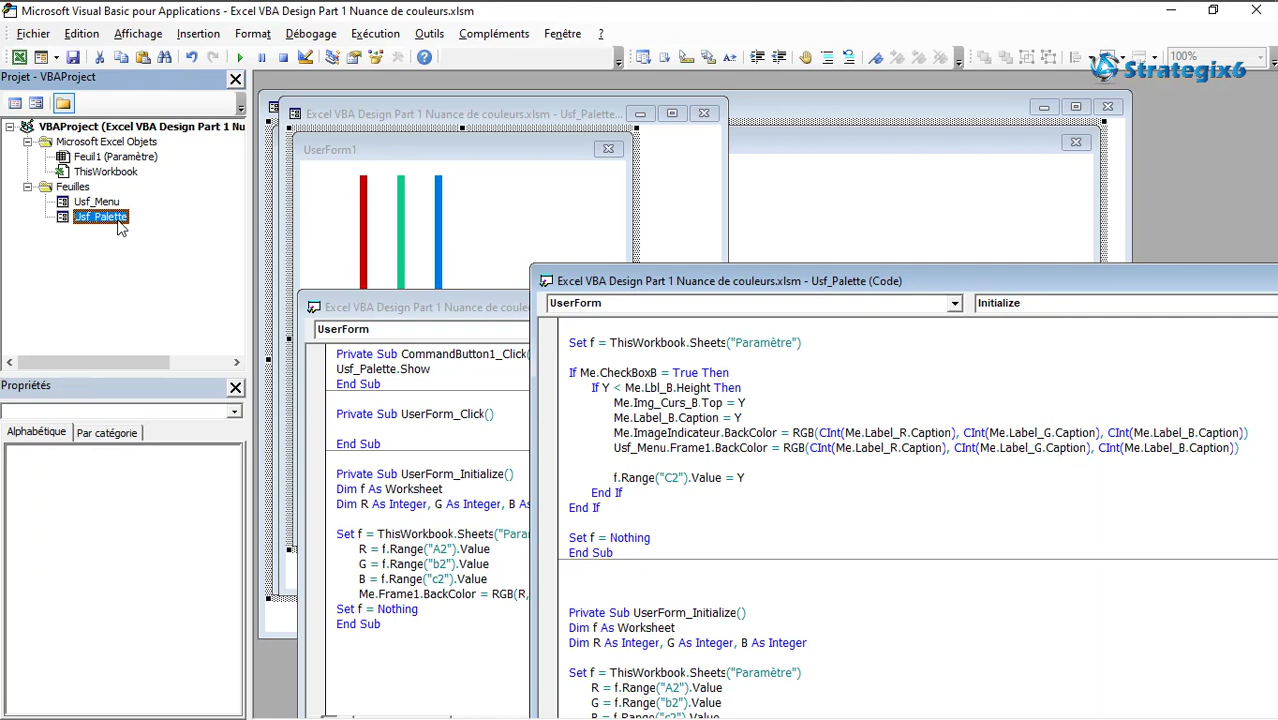 Microsoft Visual Basic pour Applications - Excel VBA Design Part 1 Nuance de couleurs.xlsm
Fichier Edition Affichage Insertion Format Débogage Exécution Outils Compléments Fenêtre ?
100%
Strategix6
Projet - VBAProject
VBAProject (Excel VBA Design Part 1 Nu
Microsoft Excel Objets
Feuil1 (Paramètre)
ThisWorkbook
Feuilles
Usf_Menu
Usf_Palette
Propriétés
Alphabétique Par catégorie
Excel VBA Design Part 1 Nuance de couleurs.xlsm - Usf_Palette...
UserForm1
Excel VBA Design Part 1 Nuance de coule
UserForm
Private Sub CommandButton1_Click(
Usf_Palette.Show
End Sub
Private Sub UserForm_Click()
End Sub
Private Sub UserForm_Initialize()
Dim f As Worksheet
Dim R As Integer, G As Integer, B As
Set f = ThisWorkbook.Sheets("Para
R = f.Range("A2").Value
G = f.Range("b2").Value
B = f.Range("c2").Value
Me.Frame1.BackColor = RGB(R,
Set f = Nothing
End Sub
Excel VBA Design Part 1 Nuance de couleurs.xlsm - Usf_Palette (Code)
UserForm Initialize
Set f = ThisWorkbook.Sheets("Paramètre")
If Me.CheckBoxB = True Then
If Y < Me.Lbl_B.Height Then
Me.Img_Curs_B.Top = Y
Me.Label_B.Caption = Y
Me.ImageIndicateur.BackColor = RGB(CInt(Me.Label_R.Caption), CInt(Me.Label_G.Caption), CInt(Me.Label_B.Caption))
Usf_Menu.Frame1.BackColor = RGB(CInt(Me.Label_R.Caption), CInt(Me.Label_G.Caption), CInt(Me.Label_B.Caption))
f.Range("C2").Value = Y
End If
End If
Set f = Nothing
End Sub
Private Sub UserForm_Initialize()
Dim f As Worksheet
Dim R As Integer, G As Integer, B As Integer
Set f = ThisWorkbook.Sheets("Paramètre")
R = f.Range("A2").Value
G = f.Range("b2").Value
B = f.Range("c2").Value